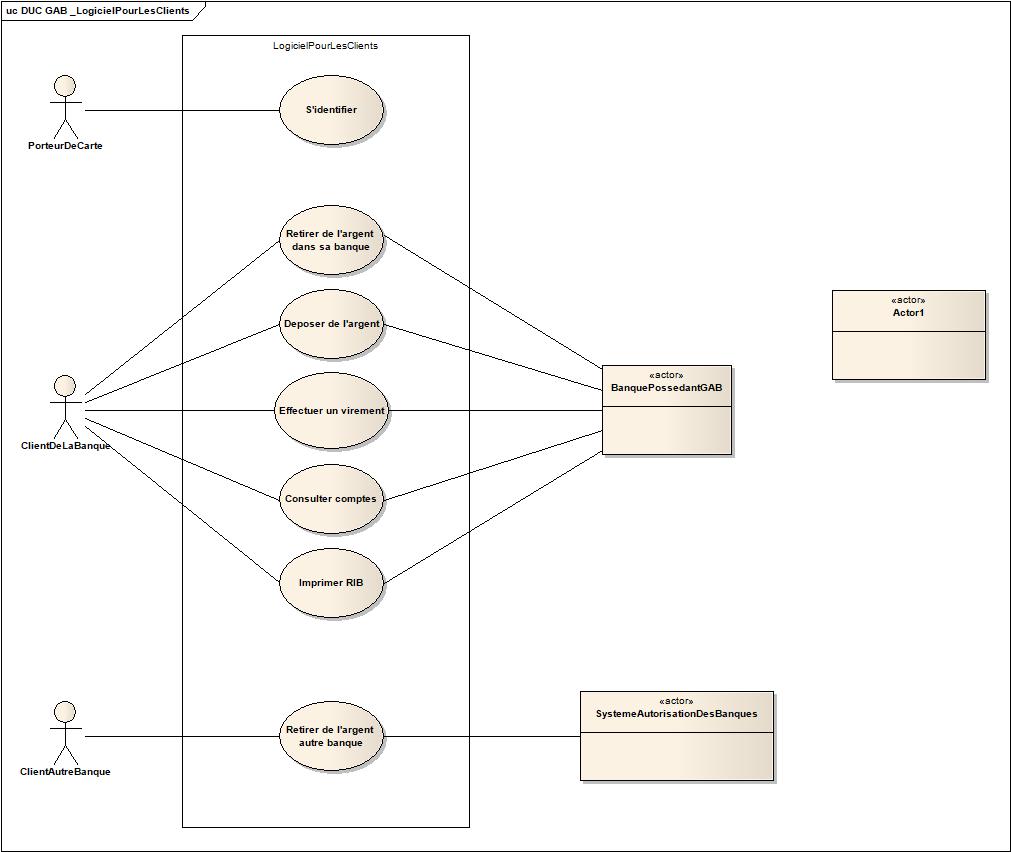 uc DUC GAB _LogicielPourLesClients
LogicielPourLesClients
S'identifier
PorteurDeCarte
Retirer de l'argent
dans sa banque
Deposer de l'argent
«actor»
Actor1
«actor»
BanquePossedantGAB
Effectuer un virement
ClientDeLaBanque
Consulter comptes
Imprimer RIB
«actor»
SystemeAutorisationDesBanques
Retirer de l'argent
autre banque
ClientAutreBanque